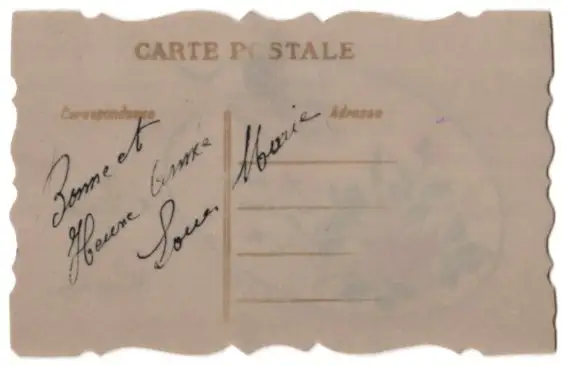 CARTE POSTALE
Correspondance
Adresse
Bonne et
Heureuse Année
Marie